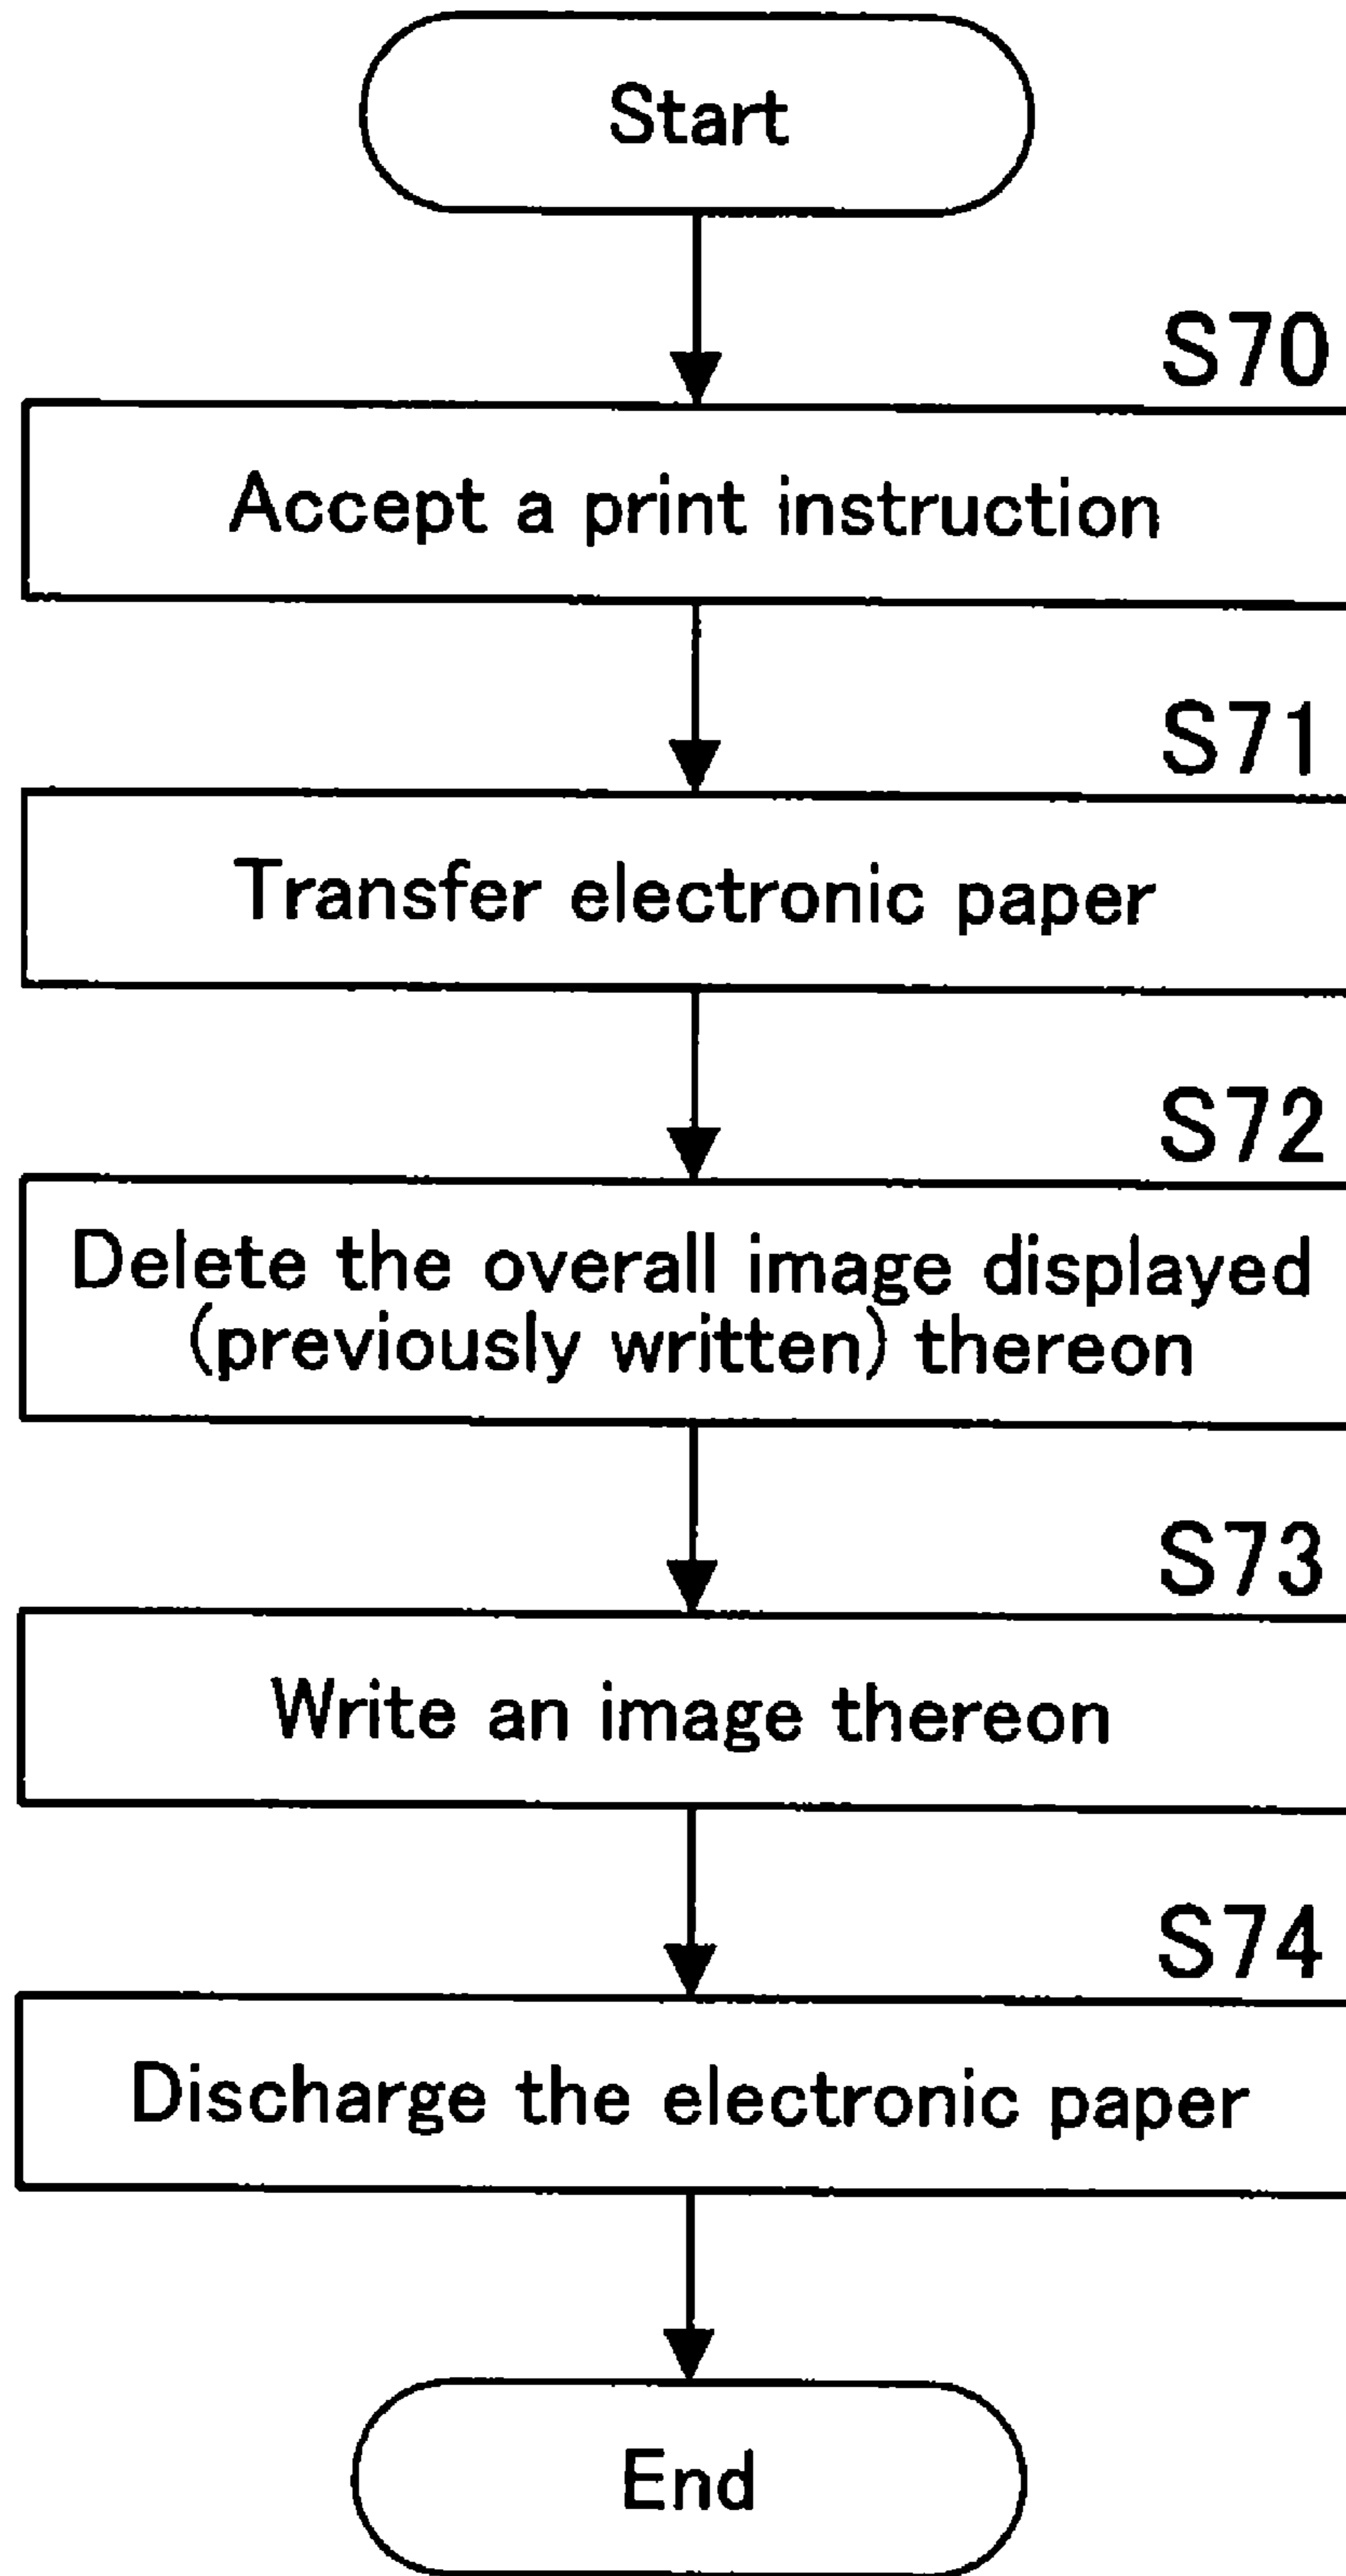 Start
S70
Accept a print instruction
S71
Transfer electronic paper
S72
Delete the overall image displayed
(previously written) thereon
S73
Write an image thereon
S74
Discharge the electronic paper
End